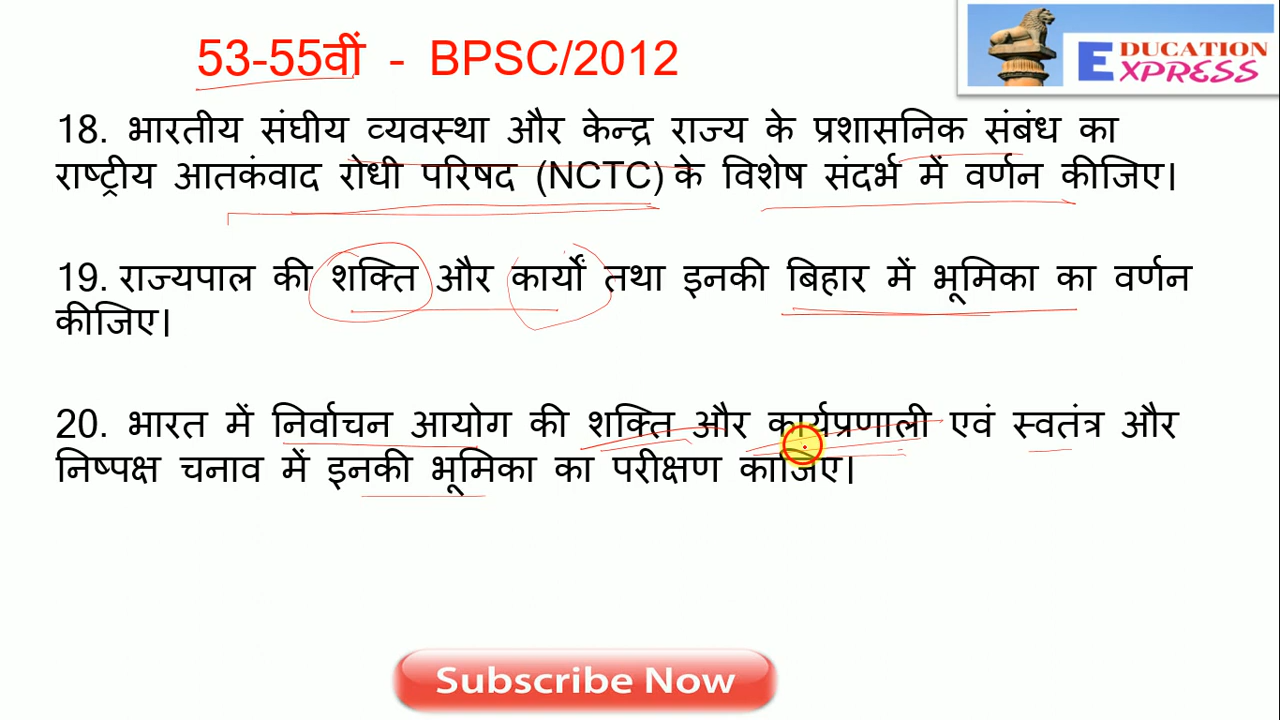 53-55वीं - BPSC/2012
EDUCATION
EXPRESS
18. भारतीय संघीय व्यवस्था और केन्द्र राज्य के प्रशासनिक संबंध का
राष्ट्रीय आतकंवाद रोधी परिषद (NCTC) के विशेष संदर्भ में वर्णन कीजिए।
19. राज्यपाल की शक्ति और कार्यों तथा इनकी बिहार में भूमिका का वर्णन
कीजिए।
20. भारत में निर्वाचन आयोग की शक्ति और कार्यप्रणाली एवं स्वतंत्र और
निष्पक्ष चनाव में इनकी भूमिका का परीक्षण काजिए।
Subscribe Now